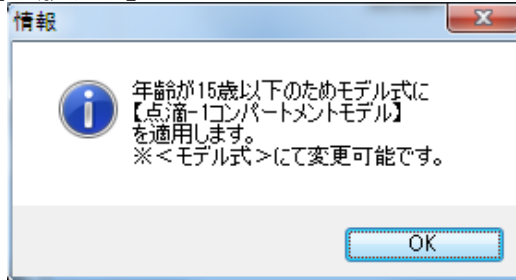 情報
年齢が15歳以下のためモデル式に
【点滴-1コンパートメントモデル】
を適用します。
※＜モデル式＞にて変更可能です。
OK